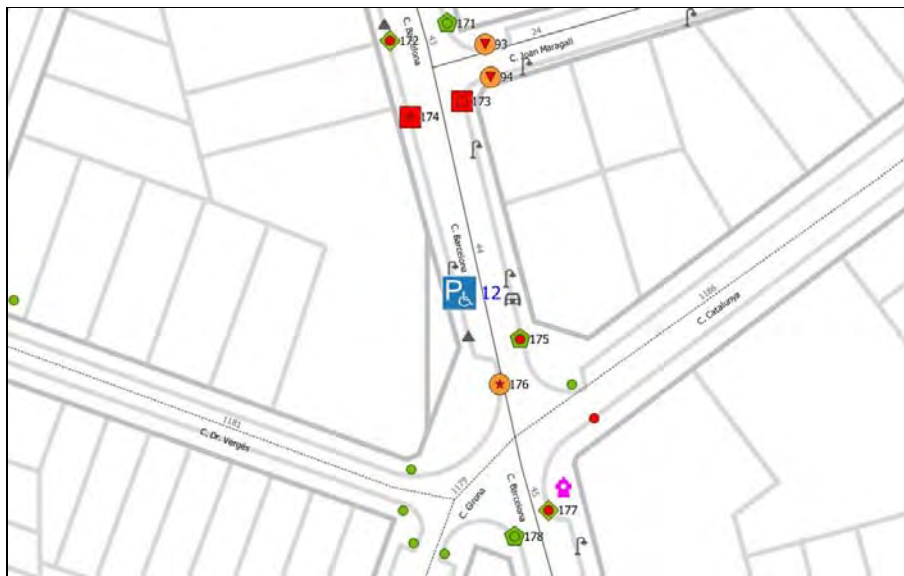 171
C. Barcelona
172
43
93
24
C. Joan Maragall
94
173
174
C. Barcelona
44
P
12
1186
C. Catalunya
175
176
1181
C. Dr. Vergés
1179
C. Girona
C. Barcelona
45
177
178